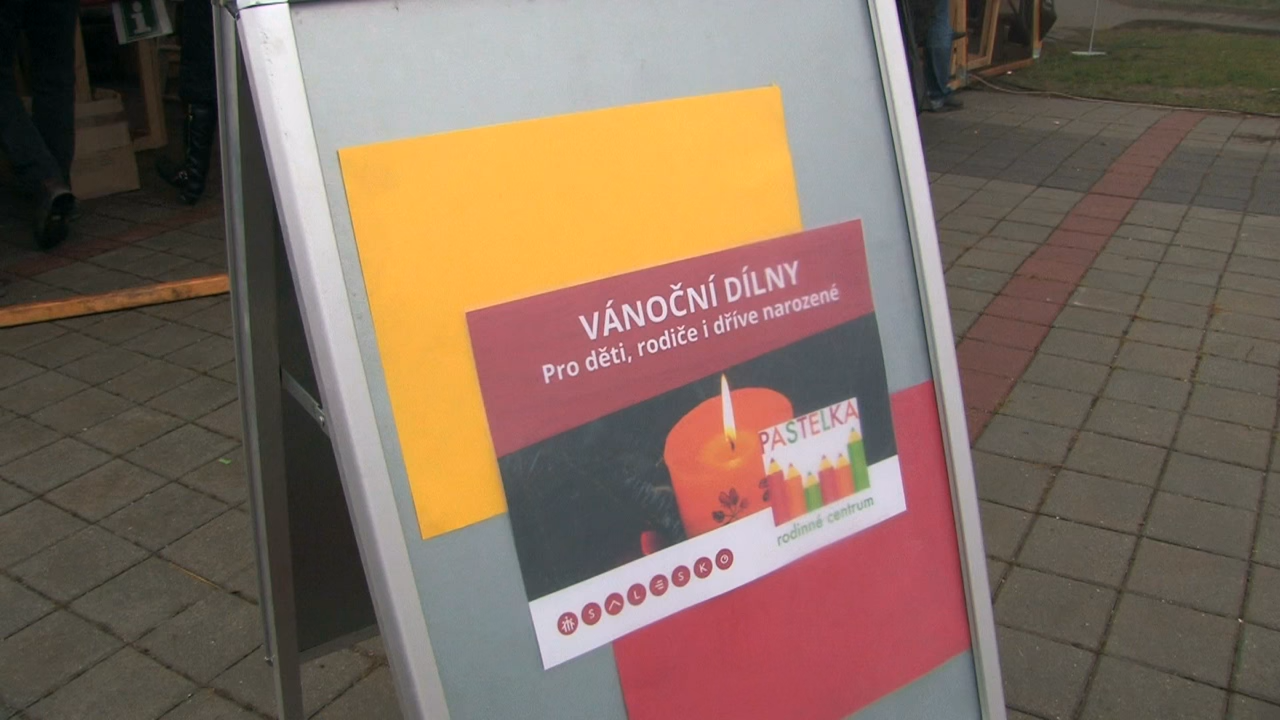 VÁNOČNÍ DÍLNY
Pro děti, rodiče i dříve narozené
PASTELKA
rodinné centrum
SALESKO
i